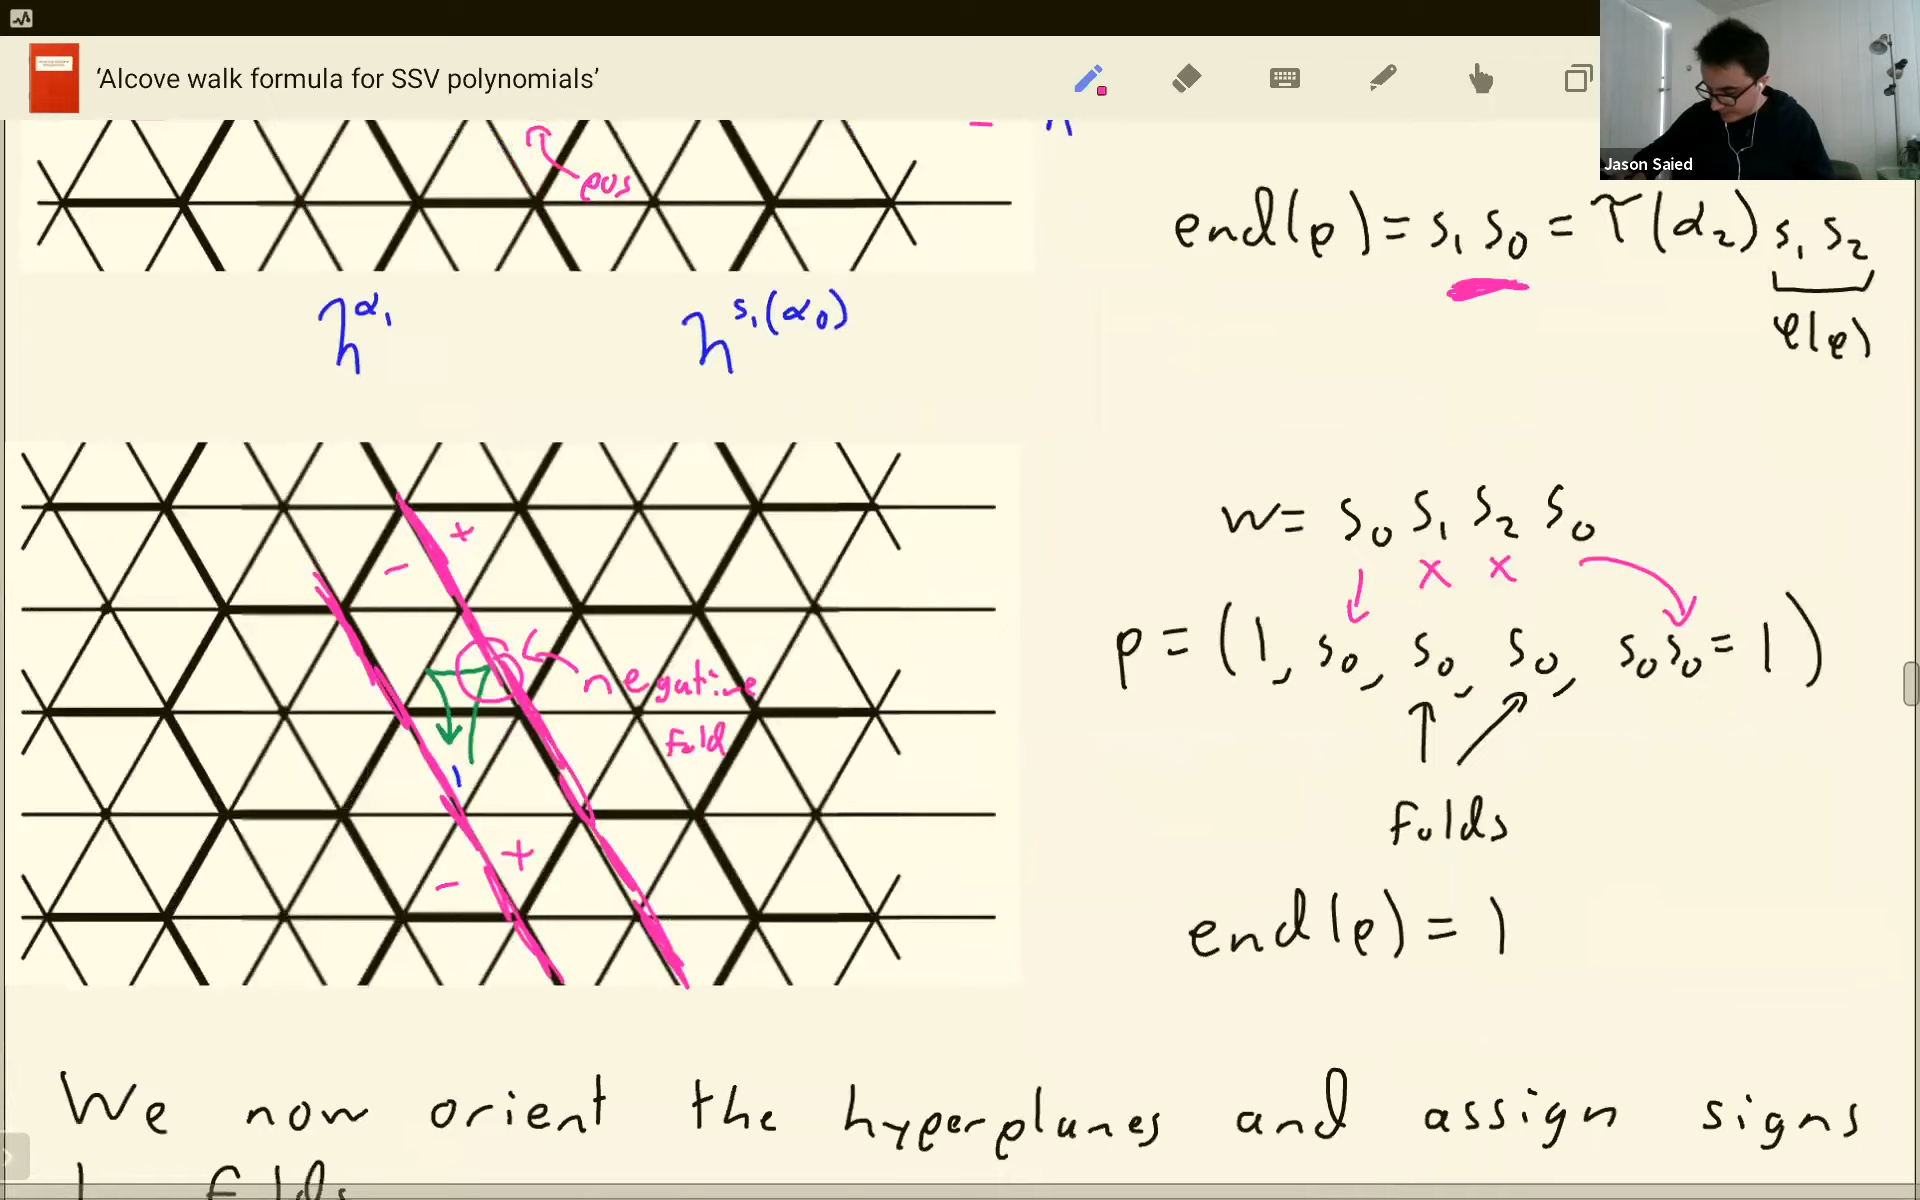 'Alcove walk formula for SSV polynomials'
Jason Saied
pos
end(p) = s₁ s₀ = τ(α₂) s₁ s₂
φ(p)
h^α₁
h^s₁(α₀)
w = s₀ s₁ s₂ s₀
+
−
x x
p = (1, s₀, s₀, s₀, s₀s₀ = 1)
negative
fold
1
folds
+
−
end(p) = 1
We now orient the hyperplanes and assign signs